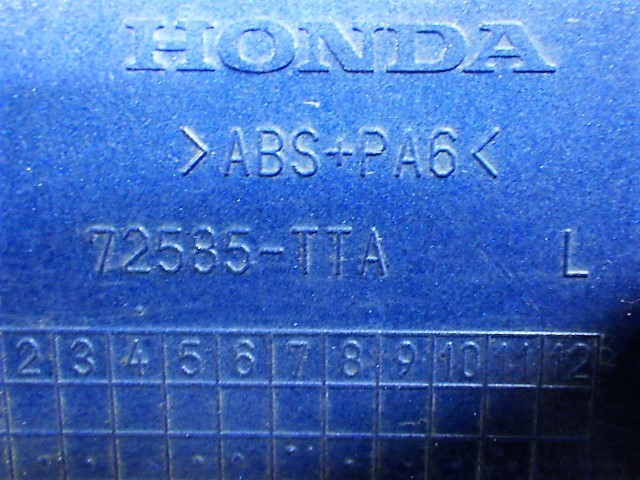 HONDA
>ABS+PA6<
72585-TTA L
2 3 4 5 6 7 8 9 10 11 12